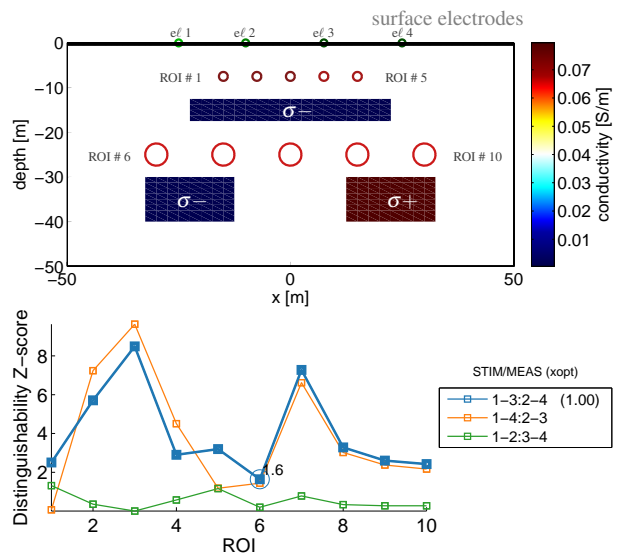 surface electrodes
eℓ 1 eℓ 2 eℓ 3 eℓ 4
0
ROI # 1 ROI # 5
−10
σ−
−20
ROI # 6 ROI # 10
−30
σ− σ+
−40
−50
−50 0 50
x [m]
depth [m]
0.07
0.06
0.05
0.04
0.03
0.02
0.01
conductivity [S/m]
8
6
4
2
1.6
2 4 6 8 10
ROI
Distinguishability Z−score
STIM/MEAS (xopt)
1−3:2−4 (1.00)
1−4:2−3
1−2:3−4